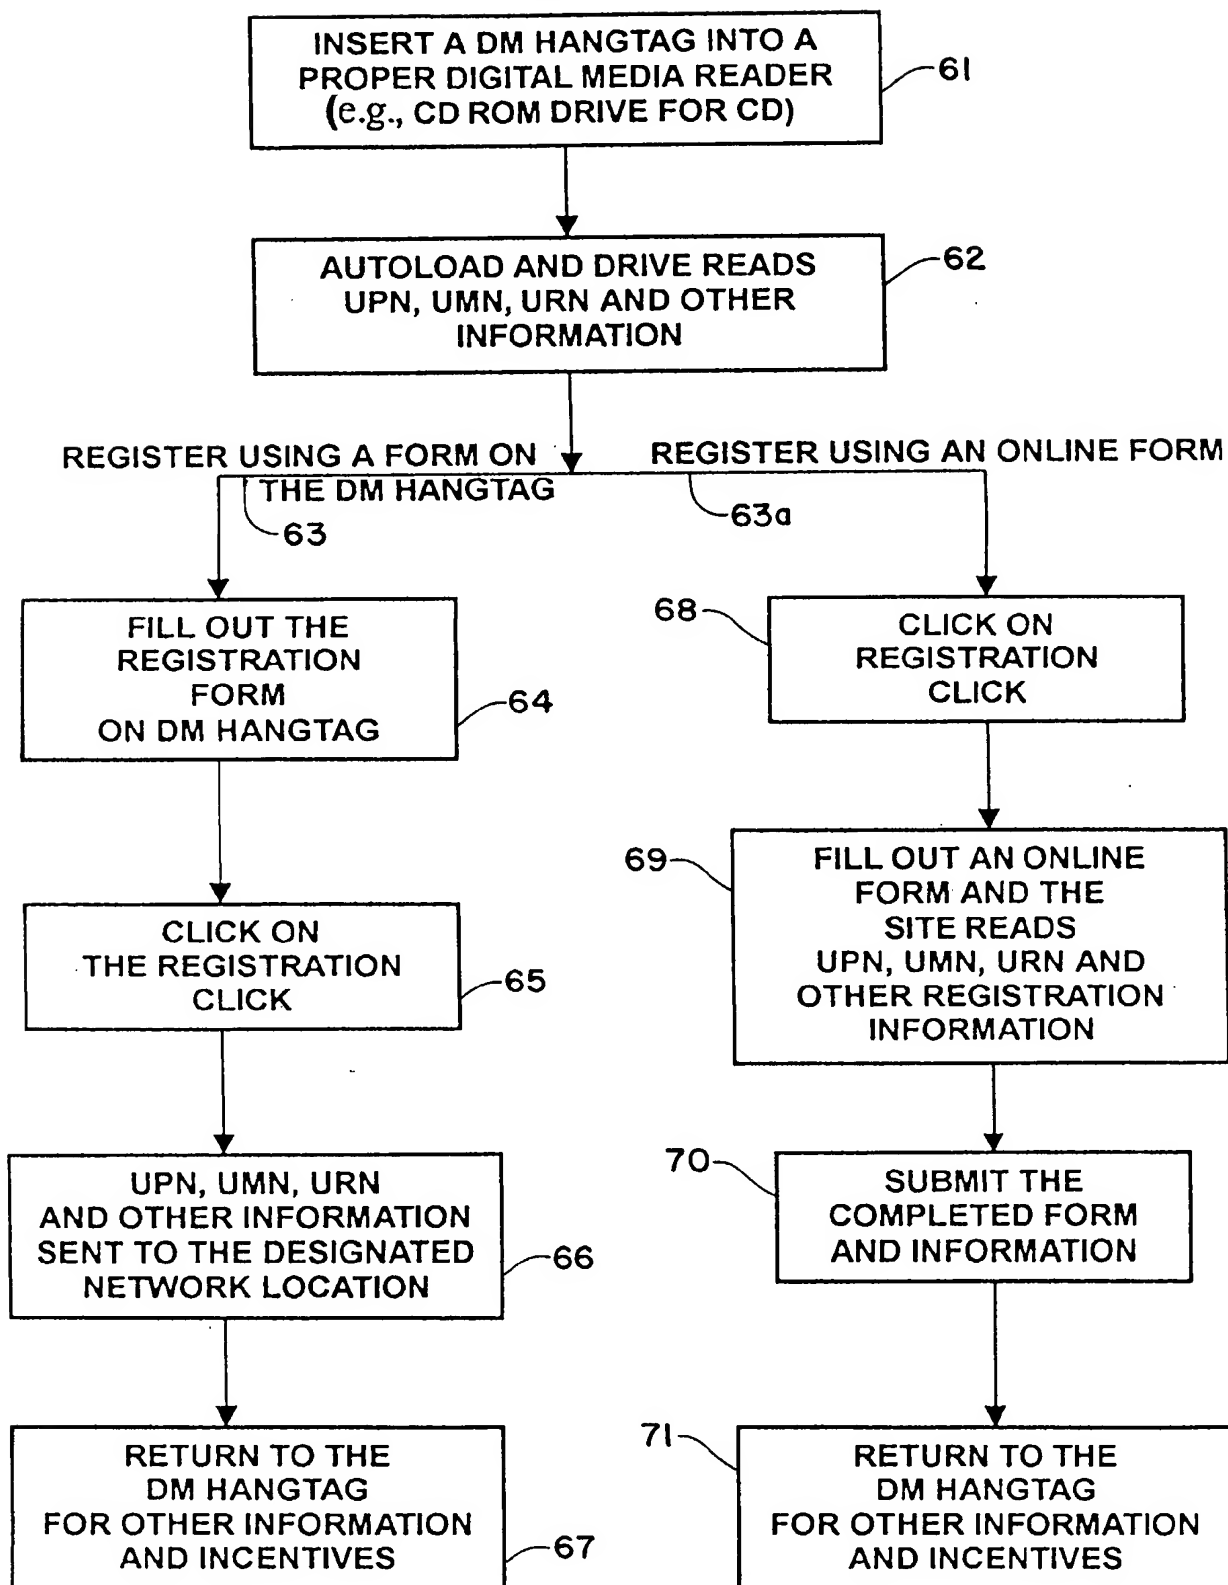 INSERT A DM HANGTAG INTO A
PROPER DIGITAL MEDIA READER
(e.g., CD ROM DRIVE FOR CD)
61
AUTOLOAD AND DRIVE READS
UPN, UMN, URN AND OTHER
INFORMATION
62
REGISTER USING A FORM ON
THE DM HANGTAG
63
REGISTER USING AN ONLINE FORM
63a
FILL OUT THE
REGISTRATION
FORM
ON DM HANGTAG
64
CLICK ON
THE REGISTRATION
CLICK
65
UPN, UMN, URN
AND OTHER INFORMATION
SENT TO THE DESIGNATED
NETWORK LOCATION
66
RETURN TO THE
DM HANGTAG
FOR OTHER INFORMATION
AND INCENTIVES
67
68
CLICK ON
REGISTRATION
CLICK
69
FILL OUT AN ONLINE
FORM AND THE
SITE READS
UPN, UMN, URN AND
OTHER REGISTRATION
INFORMATION
70
SUBMIT THE
COMPLETED FORM
AND INFORMATION
71
RETURN TO THE
DM HANGTAG
FOR OTHER INFORMATION
AND INCENTIVES